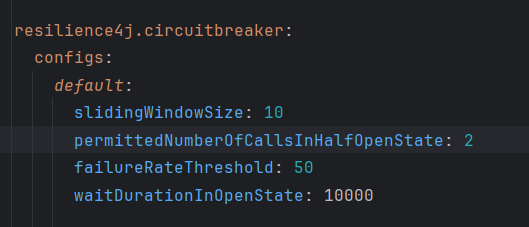 resilience4j.circuitbreaker:
  configs:
    default:
      slidingWindowSize: 10
      permittedNumberOfCallsInHalfOpenState: 2
      failureRateThreshold: 50
      waitDurationInOpenState: 10000